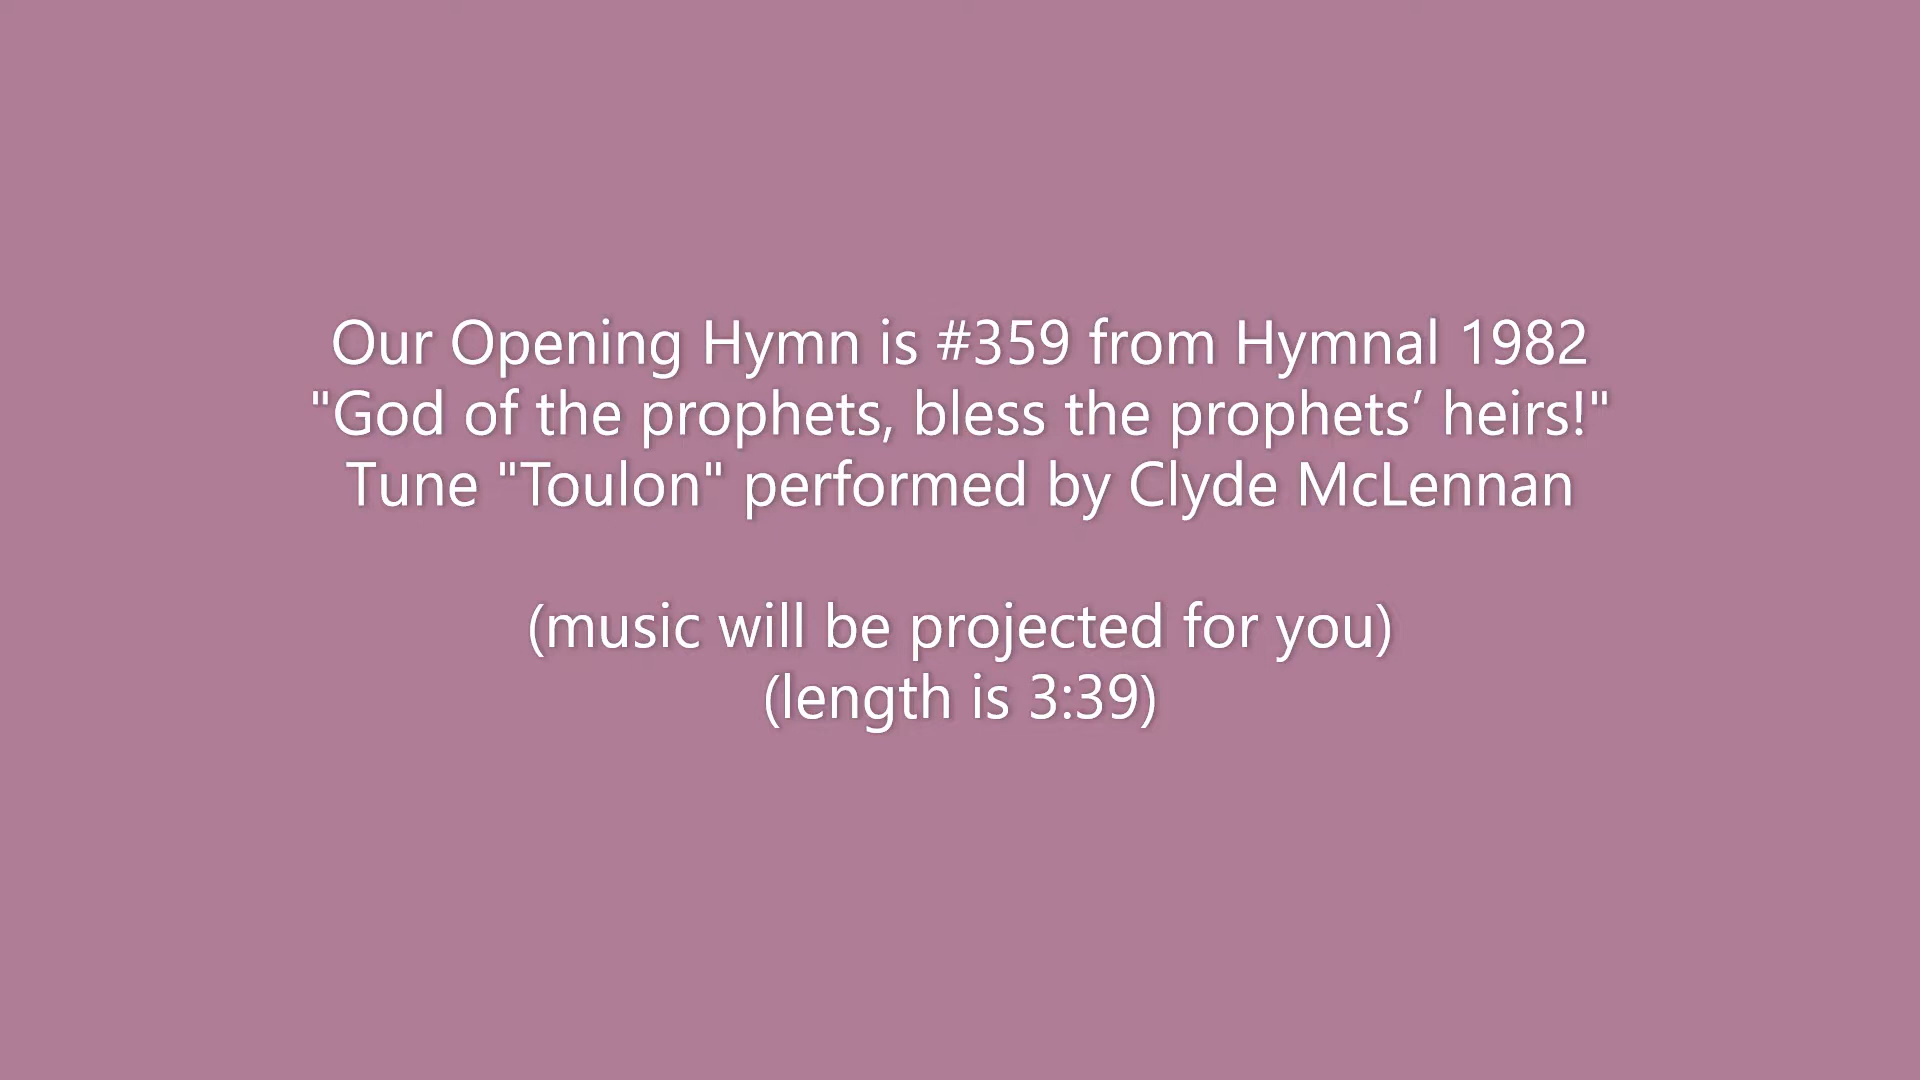 Our Opening Hymn is #359 from Hymnal 1982
"God of the prophets, bless the prophets’ heirs!"
Tune "Toulon" performed by Clyde McLennan
(music will be projected for you)
(length is 3:39)